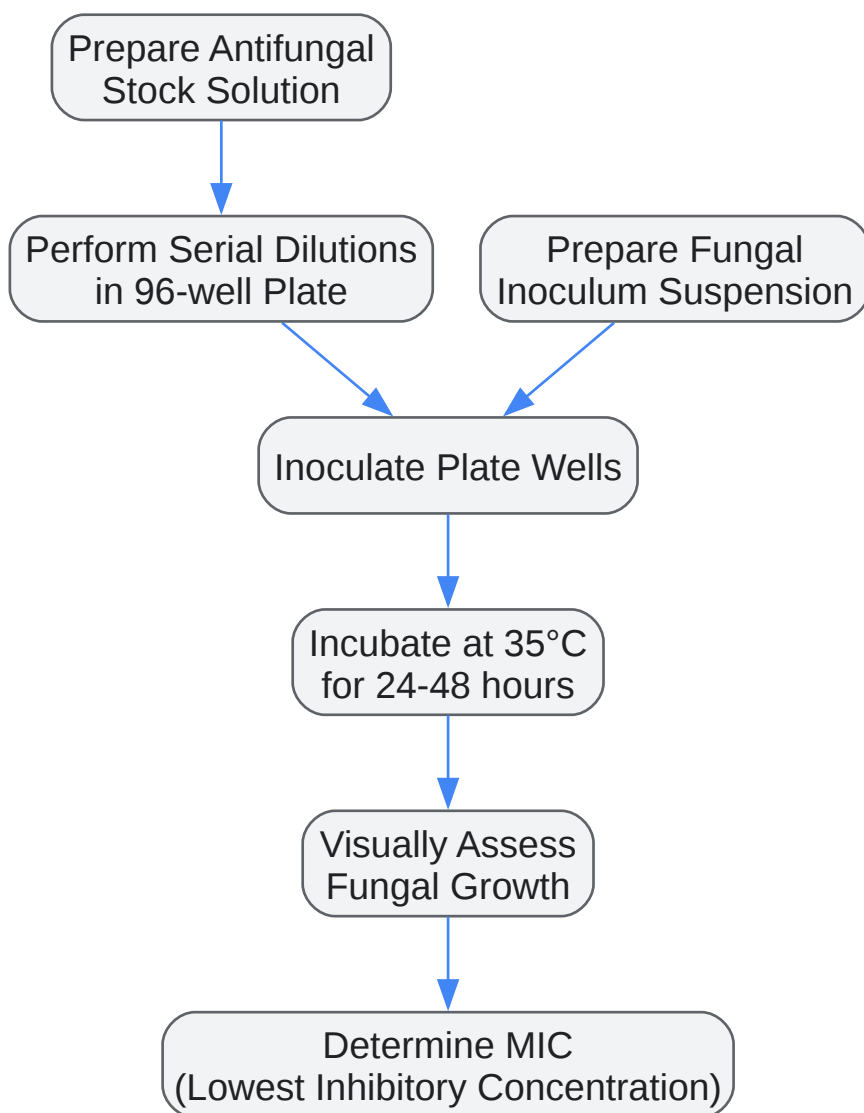 Prepare Antifungal
Stock Solution
Perform Serial Dilutions
in 96-well Plate
Prepare Fungal
Inoculum Suspension
Inoculate Plate Wells
Incubate at 35°C
for 24-48 hours
Visually Assess
Fungal Growth
Determine MIC
(Lowest Inhibitory Concentration)